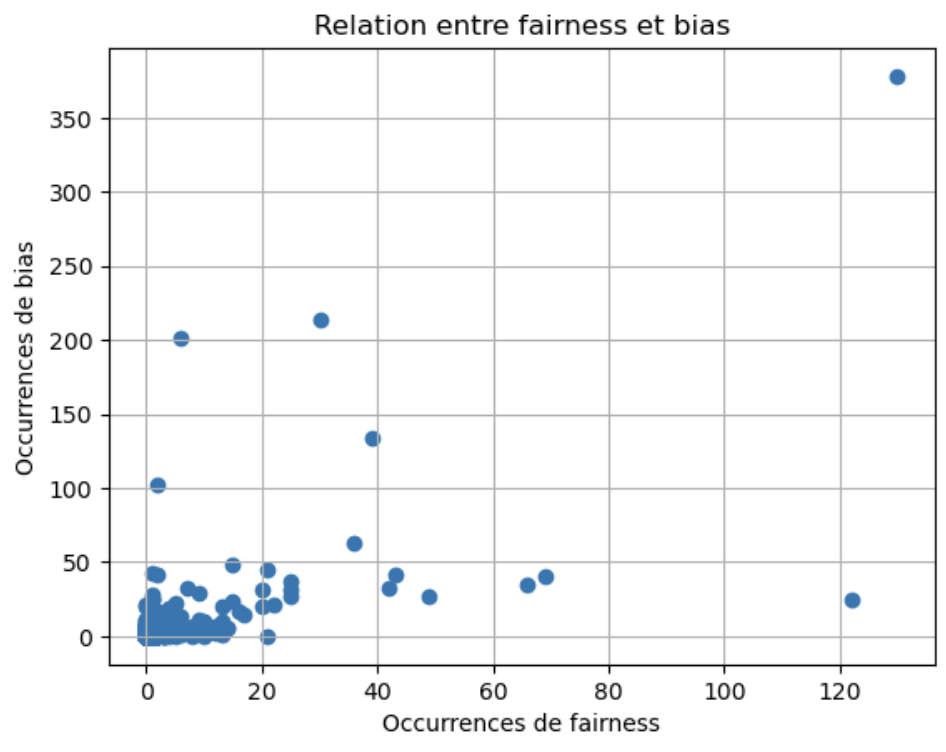 Relation entre fairness et bias
Occurrences de bias
350
300
250
200
150
100
50
0
0 20 40 60 80 100 120
Occurrences de fairness